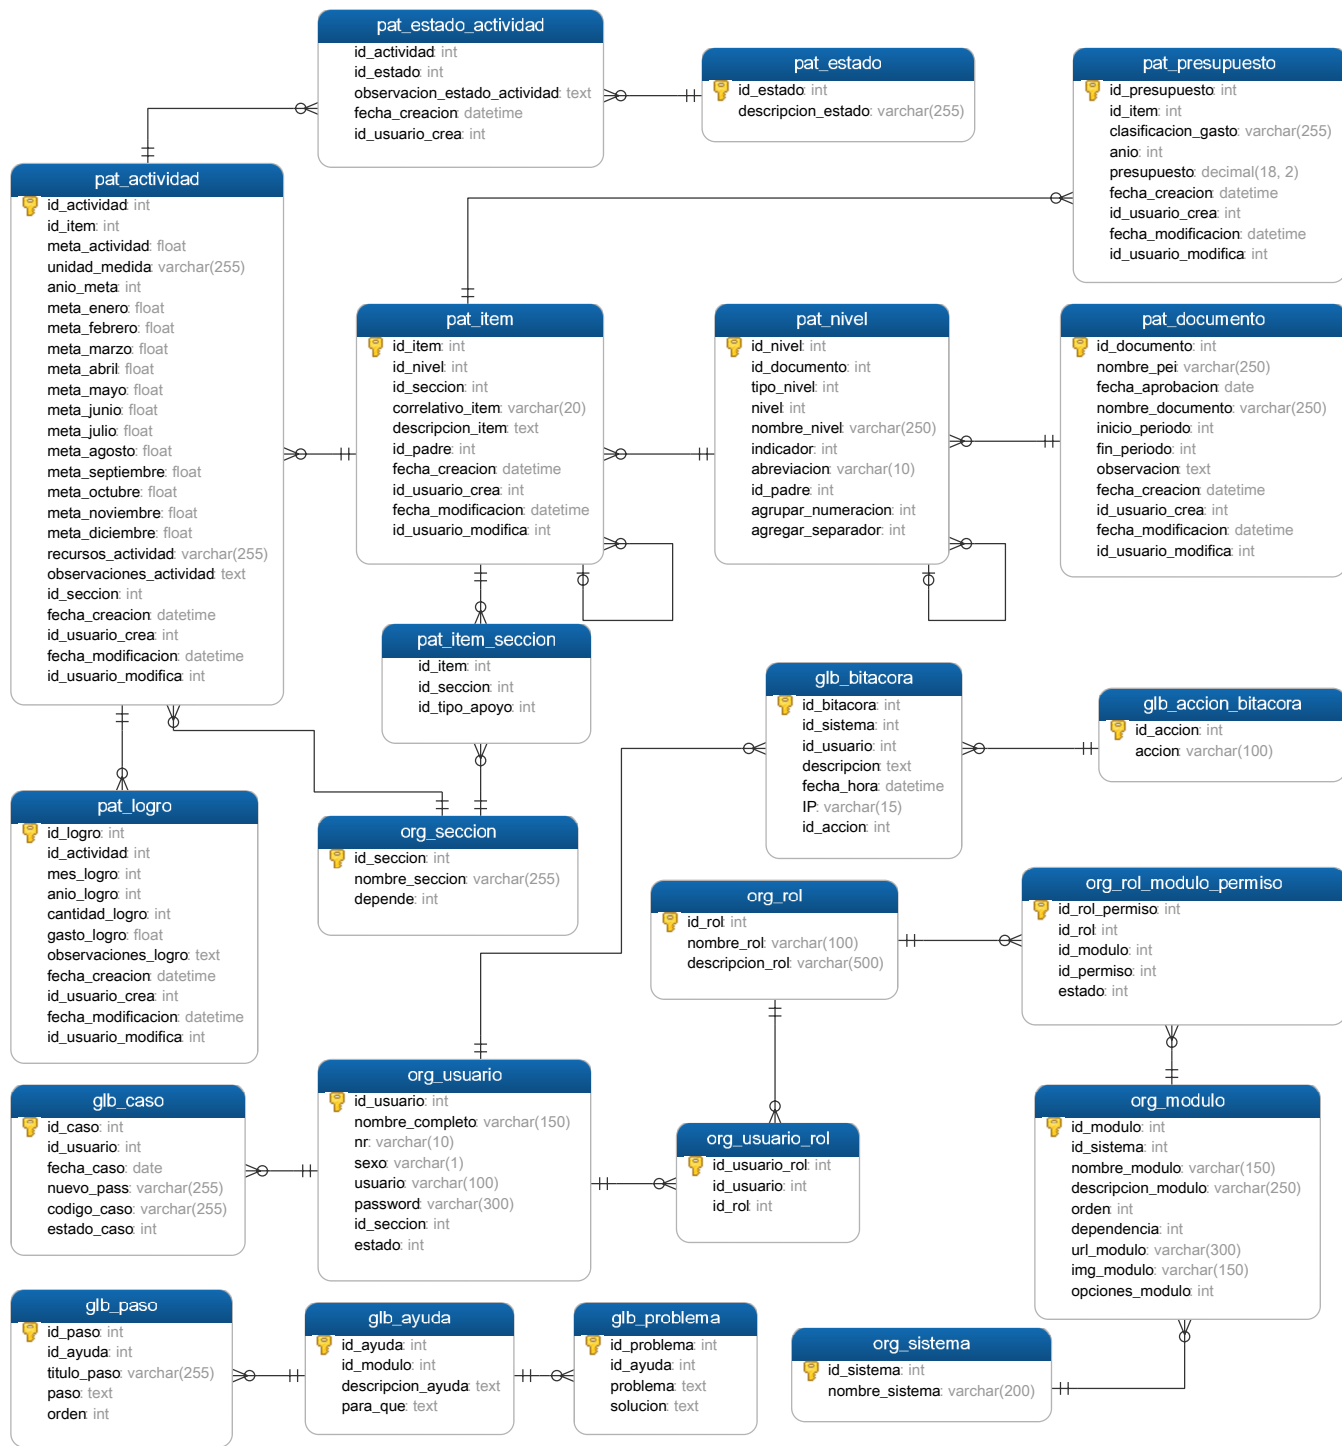 pat_estado_actividad
id_actividad: int
id_estado: int
observacion_estado_actividad: text
fecha_creacion: datetime
id_usuario_crea: int
pat_estado
id_estado: int
descripcion_estado: varchar(255)
pat_presupuesto
id_presupuesto: int
id_item: int
clasificacion_gasto: varchar(255)
anio: int
presupuesto: decimal(18, 2)
fecha_creacion: datetime
id_usuario_crea: int
fecha_modificacion: datetime
id_usuario_modifica: int
pat_actividad
id_actividad: int
id_item: int
meta_actividad: float
unidad_medida: varchar(255)
anio_meta: int
meta_enero: float
meta_febrero: float
meta_marzo: float
meta_abril: float
meta_mayo: float
meta_junio: float
meta_julio: float
meta_agosto: float
meta_septiembre: float
meta_octubre: float
meta_noviembre: float
meta_diciembre: float
recursos_actividad: varchar(255)
observaciones_actividad: text
id_seccion: int
fecha_creacion: datetime
id_usuario_crea: int
fecha_modificacion: datetime
id_usuario_modifica: int
pat_item
id_item: int
id_nivel: int
id_seccion: int
correlativo_item: varchar(20)
descripcion_item: text
id_padre: int
fecha_creacion: datetime
id_usuario_crea: int
fecha_modificacion: datetime
id_usuario_modifica: int
pat_nivel
id_nivel: int
id_documento: int
tipo_nivel: int
nivel: int
nombre_nivel: varchar(250)
indicador: int
abreviacion: varchar(10)
id_padre: int
agrupar_numeracion: int
agregar_separador: int
pat_documento
id_documento: int
nombre_pei: varchar(250)
fecha_aprobacion: date
nombre_documento: varchar(250)
inicio_periodo: int
fin_periodo: int
observacion: text
fecha_creacion: datetime
id_usuario_crea: int
fecha_modificacion: datetime
id_usuario_modifica: int
pat_item_seccion
id_item: int
id_seccion: int
id_tipo_apoyo: int
glb_bitacora
id_bitacora: int
id_sistema: int
id_usuario: int
descripcion: text
fecha_hora: datetime
IP: varchar(15)
id_accion: int
glb_accion_bitacora
id_accion: int
accion: varchar(100)
pat_logro
id_logro: int
id_actividad: int
mes_logro: int
anio_logro: int
cantidad_logro: int
gasto_logro: float
observaciones_logro: text
fecha_creacion: datetime
id_usuario_crea: int
fecha_modificacion: datetime
id_usuario_modifica: int
org_seccion
id_seccion: int
nombre_seccion: varchar(255)
depende: int
org_rol
id_rol: int
nombre_rol: varchar(100)
descripcion_rol: varchar(500)
org_rol_modulo_permiso
id_rol_permiso: int
id_rol: int
id_modulo: int
id_permiso: int
estado: int
glb_caso
id_caso: int
id_usuario: int
fecha_caso: date
nuevo_pass: varchar(255)
codigo_caso: varchar(255)
estado_caso: int
org_usuario
id_usuario: int
nombre_completo: varchar(150)
nr: varchar(10)
sexo: varchar(1)
usuario: varchar(100)
password: varchar(300)
id_seccion: int
estado: int
org_usuario_rol
id_usuario_rol: int
id_usuario: int
id_rol: int
org_modulo
id_modulo: int
id_sistema: int
nombre_modulo: varchar(150)
descripcion_modulo: varchar(250)
orden: int
dependencia: int
url_modulo: varchar(300)
img_modulo: varchar(150)
opciones_modulo: int
glb_paso
id_paso: int
id_ayuda: int
titulo_paso: varchar(255)
paso: text
orden: int
glb_ayuda
id_ayuda: int
id_modulo: int
descripcion_ayuda: text
para_que: text
glb_problema
id_problema: int
id_ayuda: int
problema: text
solucion: text
org_sistema
id_sistema: int
nombre_sistema: varchar(200)